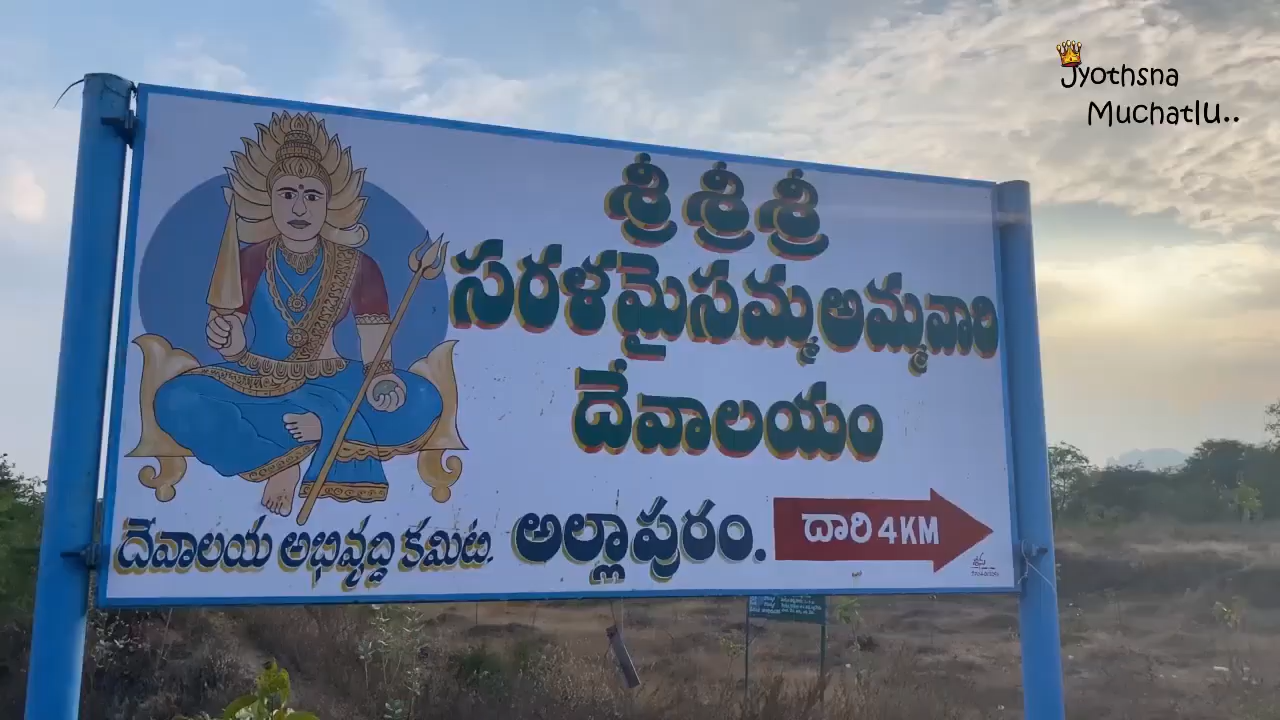 Jyothsna
Muchatlu..
శ్రీ శ్రీ శ్రీ
సరళమైసమ్మ అమ్మవారి
దేవాలయం
దేవాలయ అభివృద్ధి కమిటి. అల్లాపురం.
దారి 4KM